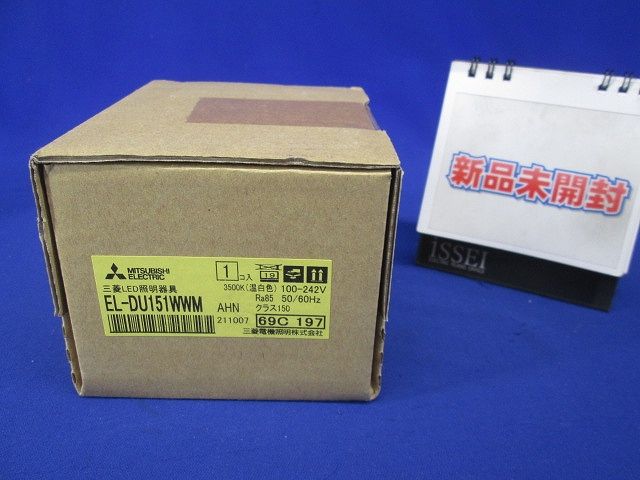 MITSUBISHI
ELECTRIC
1コ入
19
三菱LED照明器具
3500K(温白色) 100-242V
EL-DU151WWM AHN
Ra85 50/60Hz
クラス150
211007
69C 197
三菱電機照明株式会社
新品未開封
ISSEI